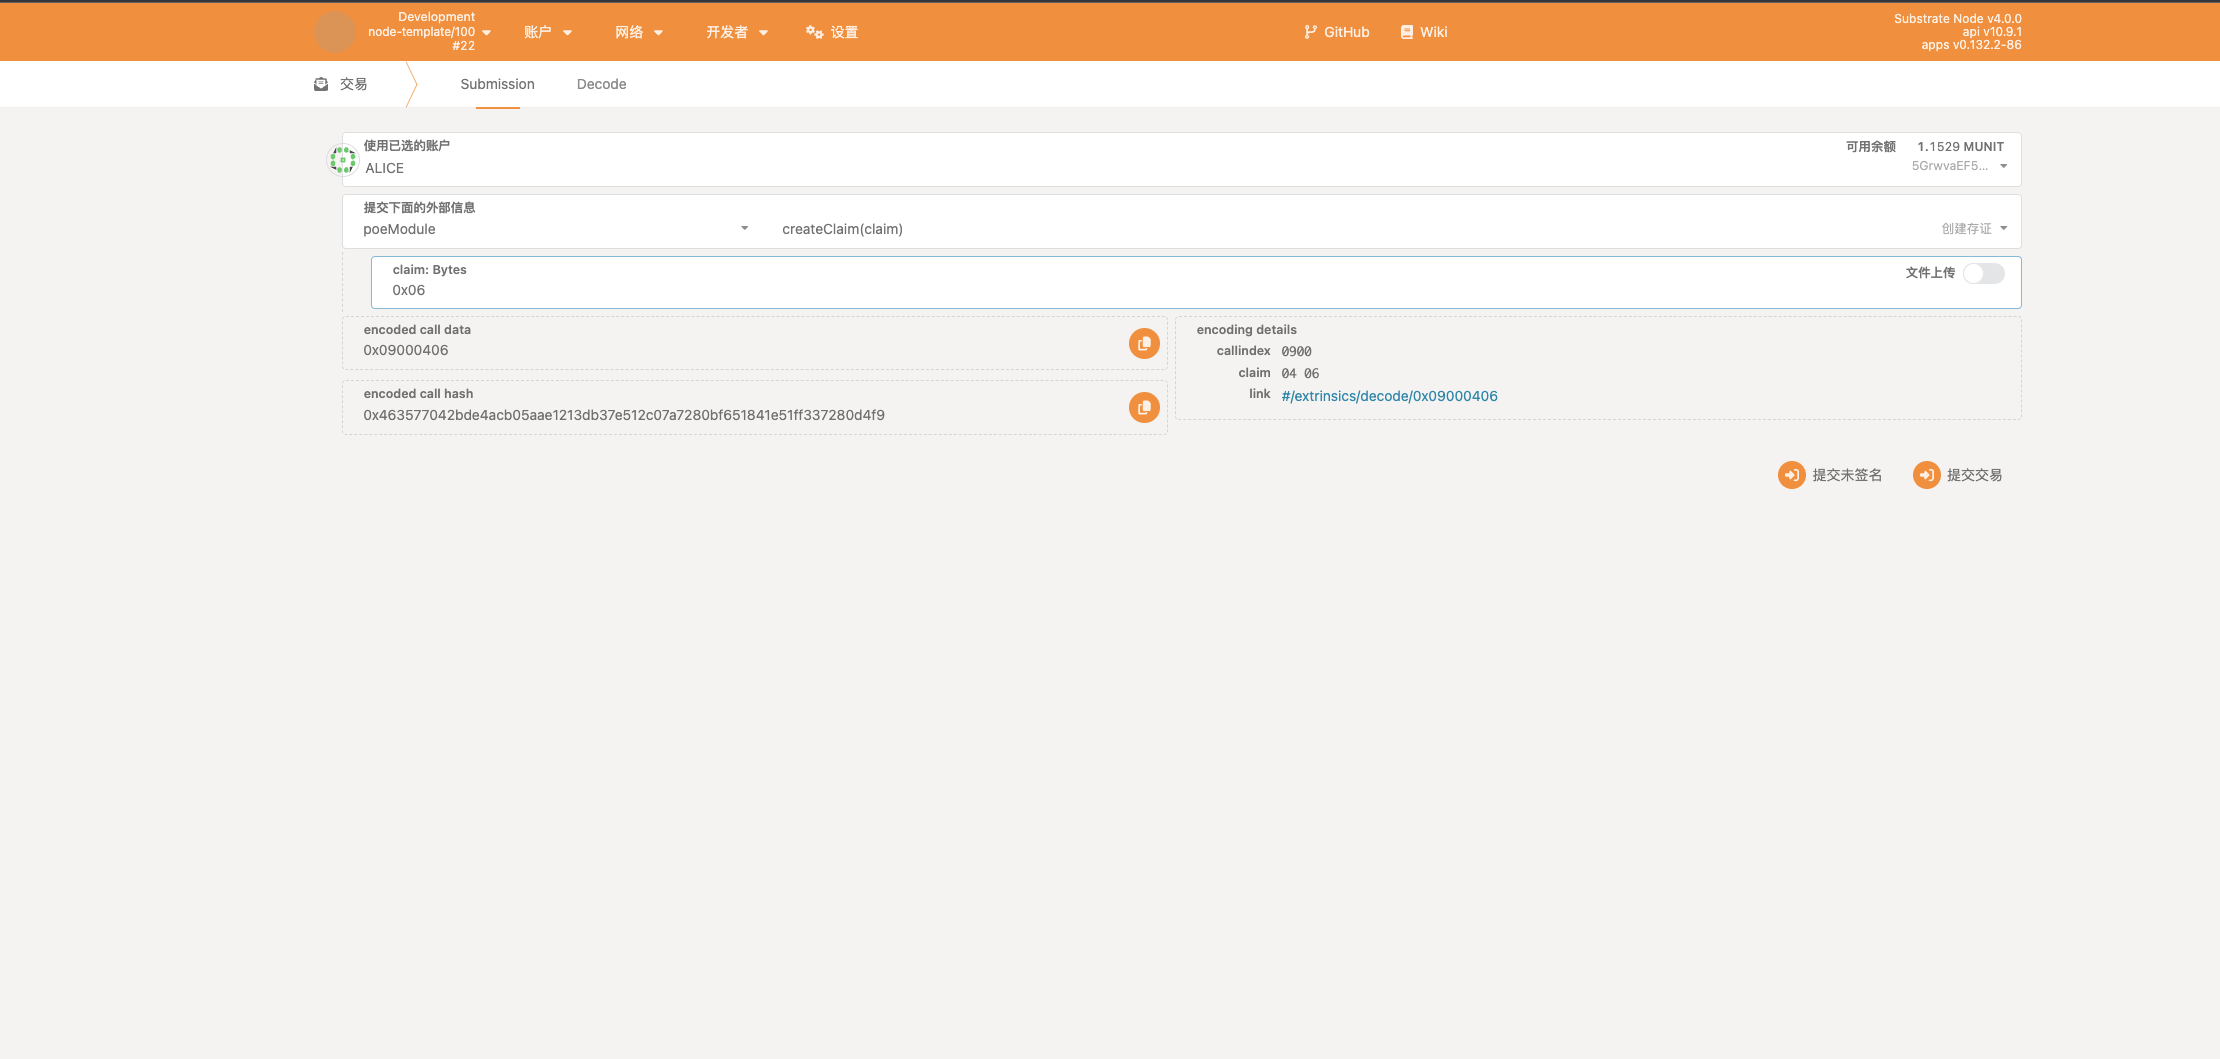 Development
node-template/100
#22
账户
网络
开发者
设置
GitHub
Wiki
Substrate Node v4.0.0
api v10.9.1
apps v0.132.2-86
交易
Submission
Decode
使用已选的账户
ALICE
可用余额 1.1529 MUNIT
5GrwvaEF5...
提交下面的外部信息
poeModule
createClaim(claim)
创建存证
claim: Bytes
0x06
文件上传
encoded call data
0x09000406
encoded call hash
0x463577042bde4acb05aae1213db37e512c07a7280bf651841e51ff337280d4f9
encoding details
callindex 0900
claim 04 06
link #/extrinsics/decode/0x09000406
提交未签名
提交交易